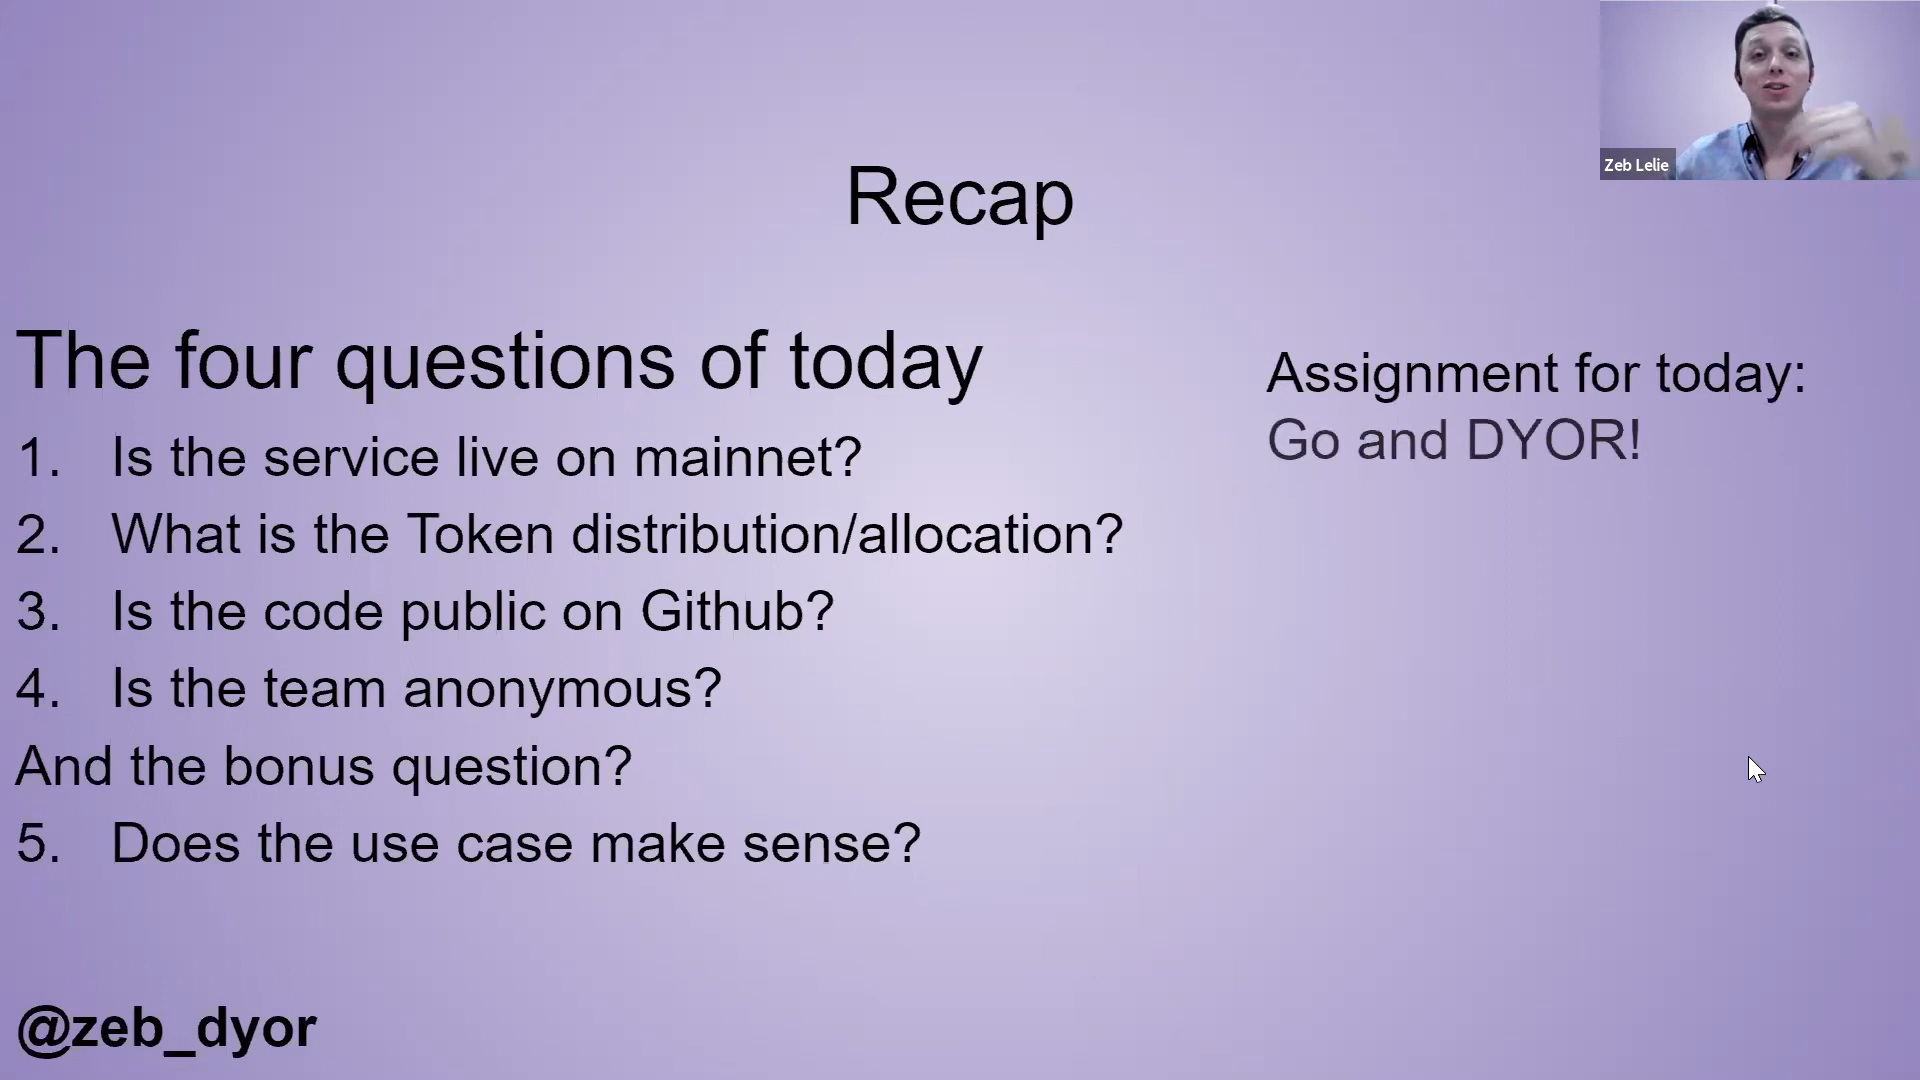 Zeb Lelie
Recap
The four questions of today
1. Is the service live on mainnet?
2. What is the Token distribution/allocation?
3. Is the code public on Github?
4. Is the team anonymous?
And the bonus question?
5. Does the use case make sense?
Assignment for today:
Go and DYOR!
@zeb_dyor